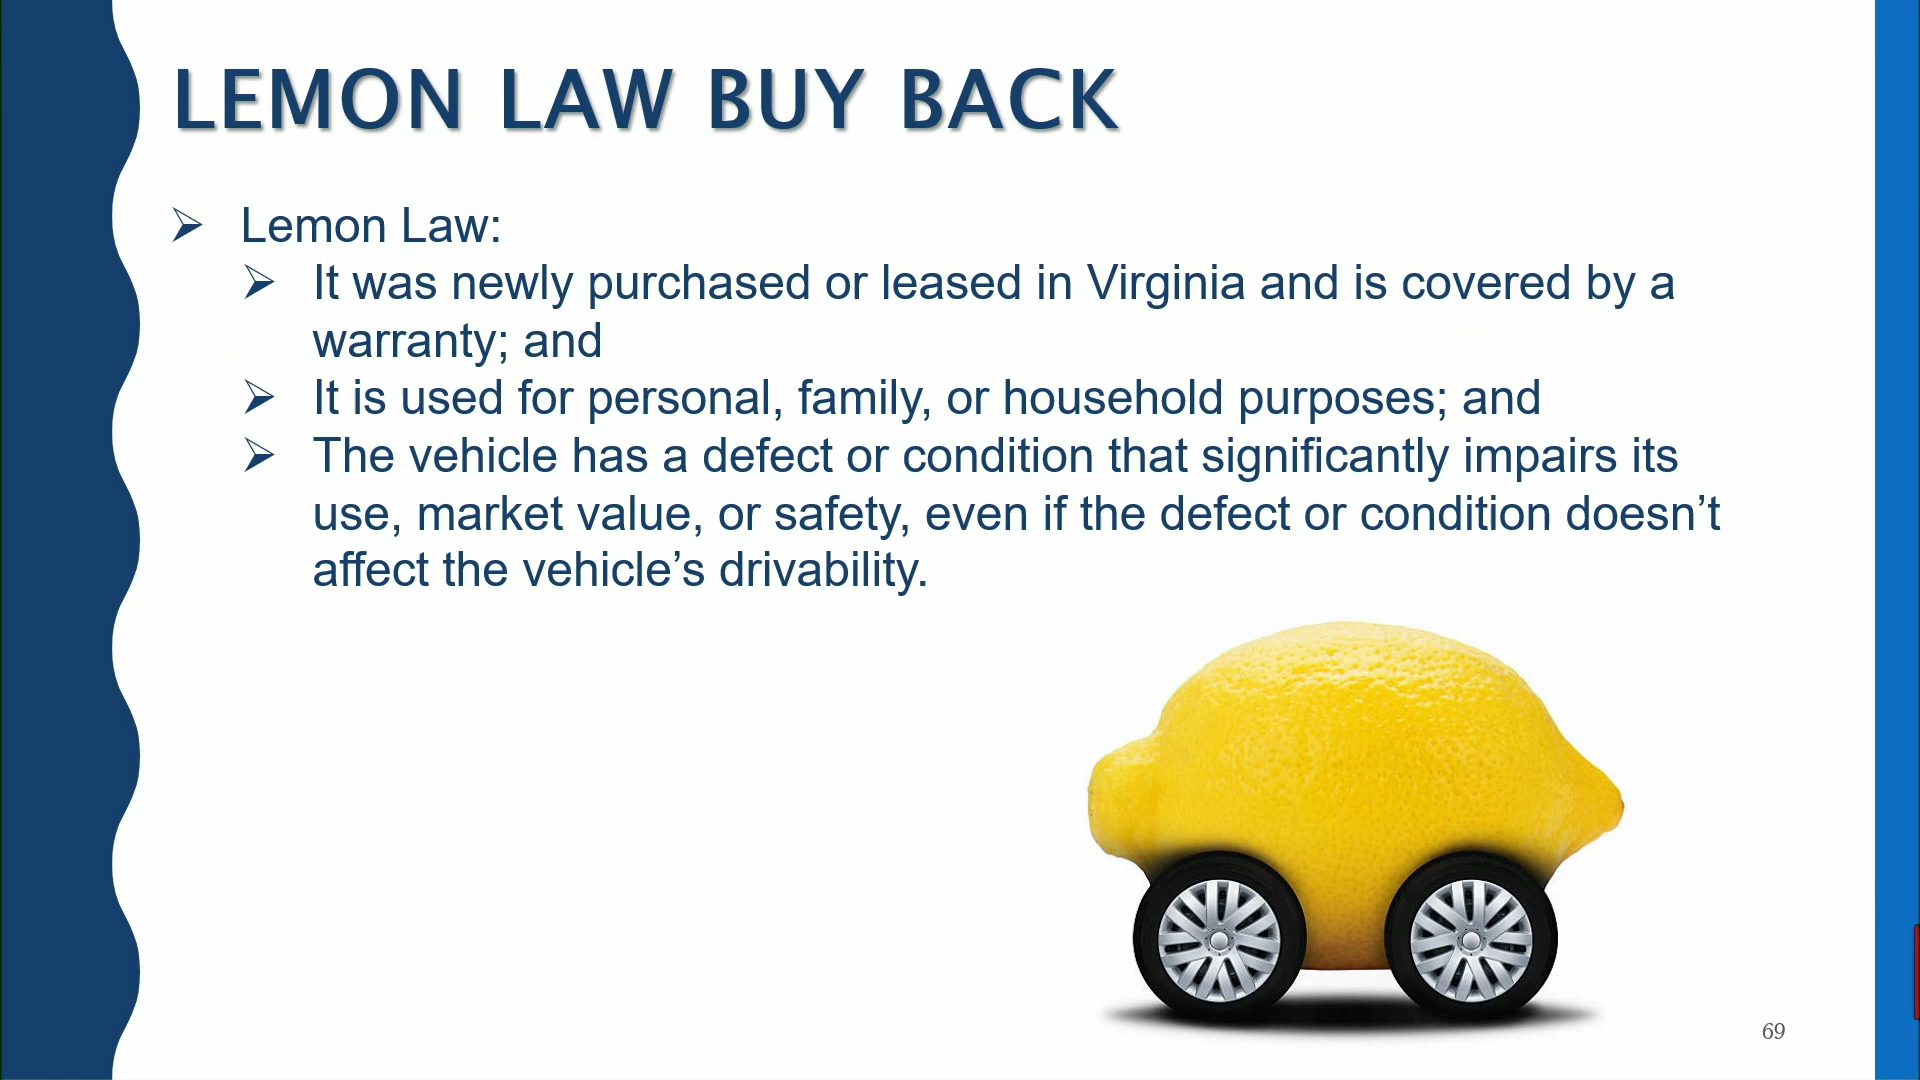 LEMON LAW BUY BACK
➢ Lemon Law:
➢ It was newly purchased or leased in Virginia and is covered by a
warranty; and
➢ It is used for personal, family, or household purposes; and
➢ The vehicle has a defect or condition that significantly impairs its
use, market value, or safety, even if the defect or condition doesn’t
affect the vehicle’s drivability.
69